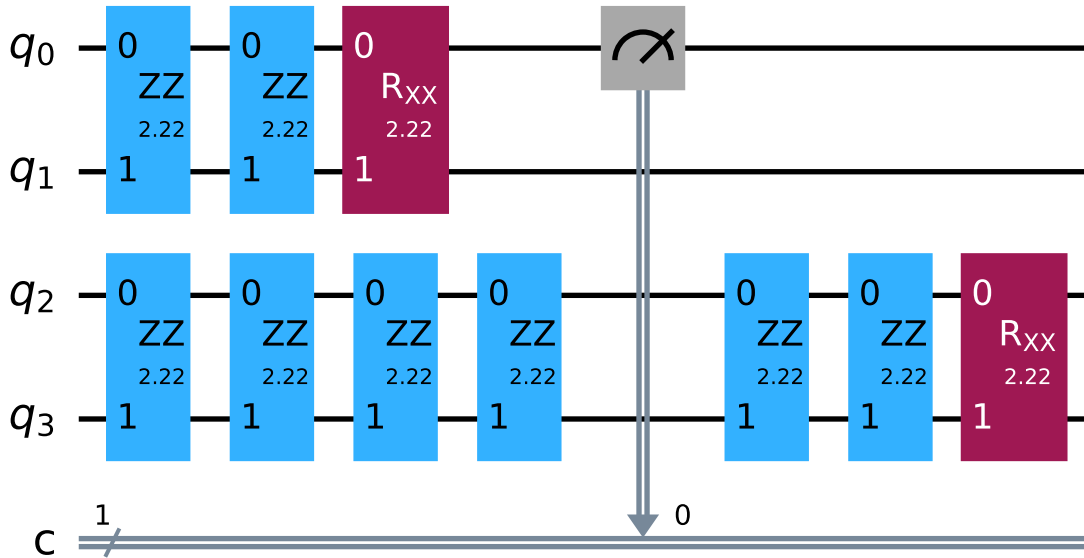 q0 0 0 0
ZZ ZZ RXX
2.22 2.22 2.22
q1 1 1 1
q2 0 0 0 0 0 0 0
ZZ ZZ ZZ ZZ ZZ ZZ RXX
2.22 2.22 2.22 2.22 2.22 2.22 2.22
q3 1 1 1 1 1 1 1
1 0
c